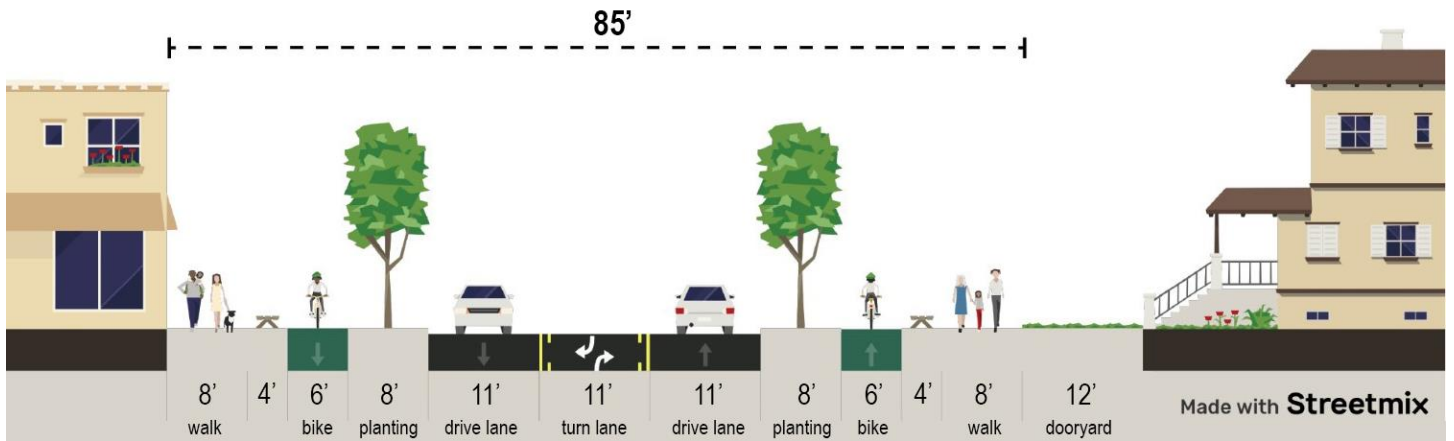 85’
8’ 4’ 6’ 8’ 11’ 11’ 11’ 8’ 6’ 4’ 8’ 12’
walk bike planting drive lane turn lane drive lane planting bike walk dooryard
Made with Streetmix